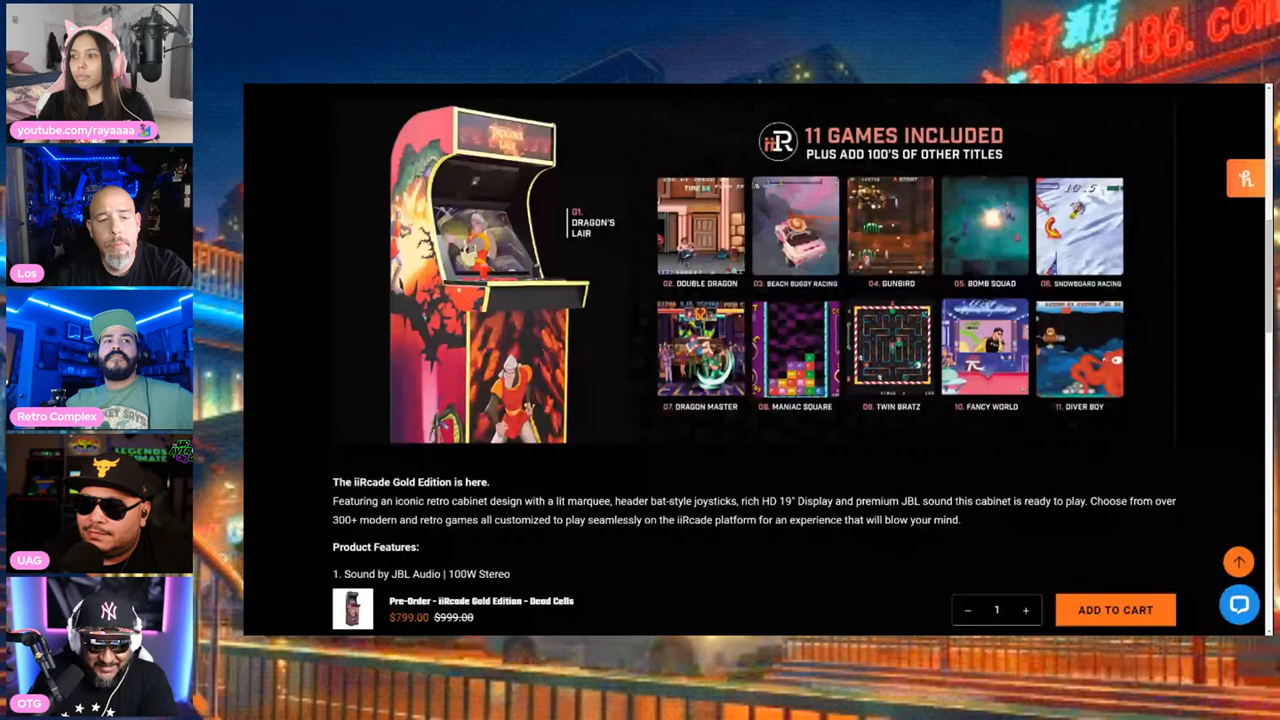 youtube.com/rayaaaa
Los
Retro Complex
LEGENDS
UAG
OTG
酒店
ange186. com
11 GAMES INCLUDED
PLUS ADD 100'S OF OTHER TITLES
01.
DRAGON'S
LAIR
02. DOUBLE DRAGON
03. BEACH BUGGY RACING
04. GUNBIRD
05. BOMB SQUAD
06. SNOWBOARD RACING
07. DRAGON MASTER
08. MANIAC SQUARE
09. TWIN BRATZ
10. FANCY WORLD
11. DIVER BOY
The iiRcade Gold Edition is here.
Featuring an iconic retro cabinet design with a lit marquee, header bat-style joysticks, rich HD 19" Display and premium JBL sound this cabinet is ready to play. Choose from over
300+ modern and retro games all customized to play seamlessly on the iiRcade platform for an experience that will blow your mind.
Product Features:
1. Sound by JBL Audio | 100W Stereo
Pre-Order - iiRcade Gold Edition - Dead Cells
$799.00 $999.00
− 1 +
ADD TO CART